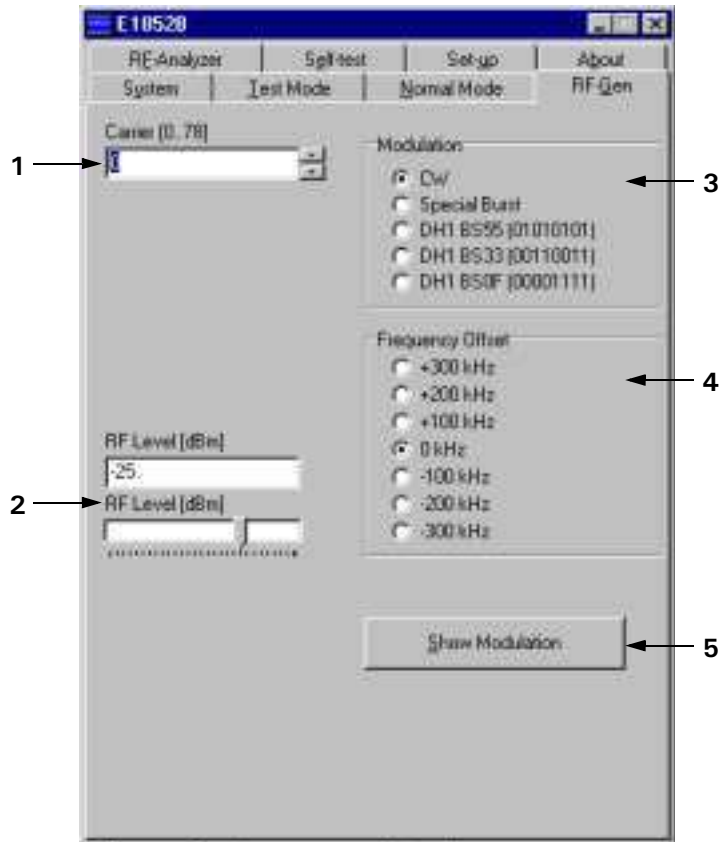 E1852B
RF-Analyzer Self-test Set-up About
System Test Mode Normal Mode RF-Gen
Carrier [0..78]
0
1
Modulation
CW
Special Burst
DH1 BS55 (01010101)
DH1 BS33 (00110011)
DH1 BS0F (00001111)
3
Frequency Offset
+300 kHz
+200 kHz
+100 kHz
0 kHz
-100 kHz
-200 kHz
-300 kHz
4
RF Level [dBm]
-25.
RF Level [dBm]
2
Show Modulation
5